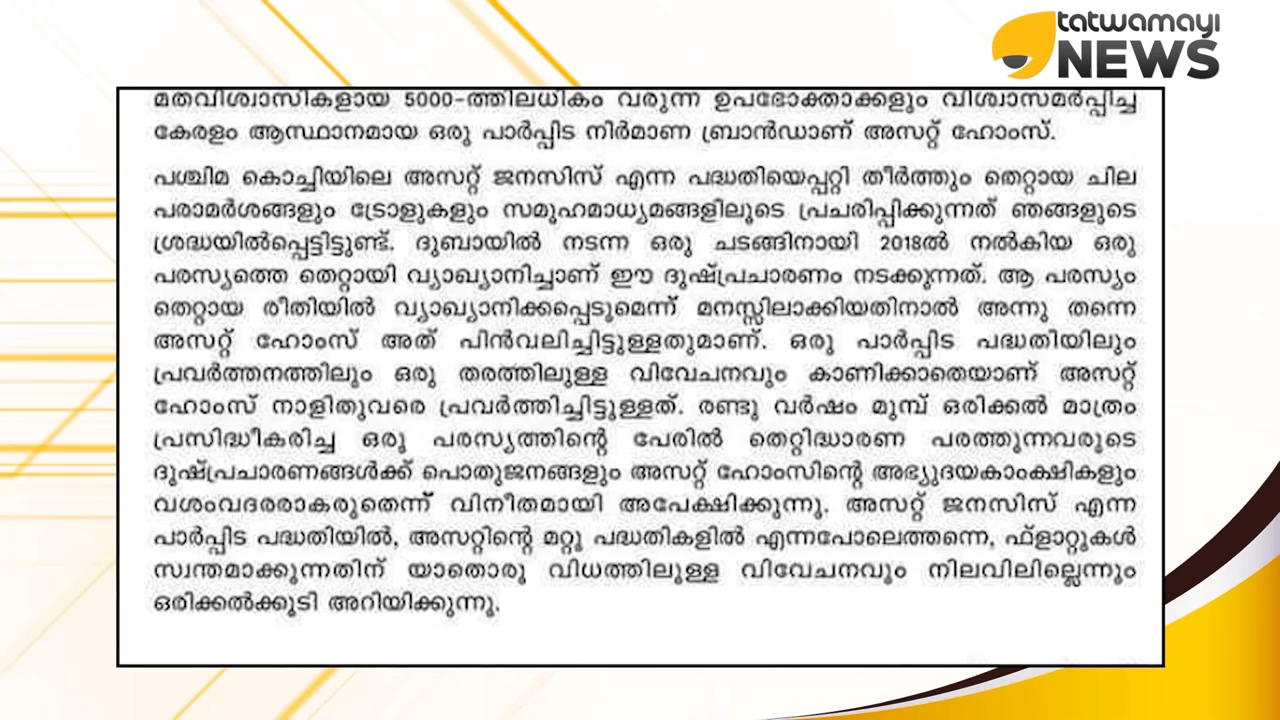 tatwamayi
NEWS
മതവിശ്വാസികളായ 5000-ത്തിലധികം വരുന്ന ഉപഭോക്താക്കളും വിശ്വാസമർപ്പിച്ച
കേരളം ആസ്ഥാനമായ ഒരു പാർപ്പിട നിർമാണ ബ്രാൻഡാണ് അസറ്റ് ഹോംസ്.
പശ്ചിമ കൊച്ചിയിലെ അസറ്റ് ജനസിസ് എന്ന പദ്ധതിയെപ്പറ്റി തീർത്തും തെറ്റായ ചില
പരാമർശങ്ങളും ട്രോളുകളും സമൂഹമാധ്യമങ്ങളിലൂടെ പ്രചരിപ്പിക്കുന്നത് ഞങ്ങളുടെ
ശ്രദ്ധയിൽപ്പെട്ടിട്ടുണ്ട്. ദുബായിൽ നടന്ന ഒരു ചടങ്ങിനായി 2018ൽ നൽകിയ ഒരു
പരസ്യത്തെ തെറ്റായി വ്യാഖ്യാനിച്ചാണ് ഈ ദുഷ്പ്രചാരണം നടക്കുന്നത്. ആ പരസ്യം
തെറ്റായ രീതിയിൽ വ്യാഖ്യാനിക്കപ്പെടുമെന്ന് മനസ്സിലാക്കിയതിനാൽ അന്നു തന്നെ
അസറ്റ് ഹോംസ് അത് പിൻവലിച്ചിട്ടുള്ളതുമാണ്. ഒരു പാർപ്പിട പദ്ധതിയിലും
പ്രവർത്തനത്തിലും ഒരു തരത്തിലുള്ള വിവേചനവും കാണിക്കാതെയാണ് അസറ്റ്
ഹോംസ് നാളിതുവരെ പ്രവർത്തിച്ചിട്ടുള്ളത്. രണ്ടു വർഷം മുമ്പ് ഒരിക്കൽ മാത്രം
പ്രസിദ്ധീകരിച്ച ഒരു പരസ്യത്തിന്റെ പേരിൽ തെറ്റിദ്ധാരണ പരത്തുന്നവരുടെ
ദുഷ്പ്രചാരണങ്ങൾക്ക് പൊതുജനങ്ങളും അസറ്റ് ഹോംസിന്റെ അഭ്യുദയകാംക്ഷികളും
വശംവദരരാകരുതെന്ന് വിനീതമായി അപേക്ഷിക്കുന്നു. അസറ്റ് ജനസിസ് എന്ന
പാർപ്പിട പദ്ധതിയിൽ, അസറ്റിന്റെ മറ്റു പദ്ധതികളിൽ എന്നപോലെത്തന്നെ, ഫ്ളാറ്റുകൾ
സ്വന്തമാക്കുന്നതിന് യാതൊരു വിധത്തിലുള്ള വിവേചനവും നിലവിലില്ലെന്നും
ഒരിക്കൽക്കൂടി അറിയിക്കുന്നു.